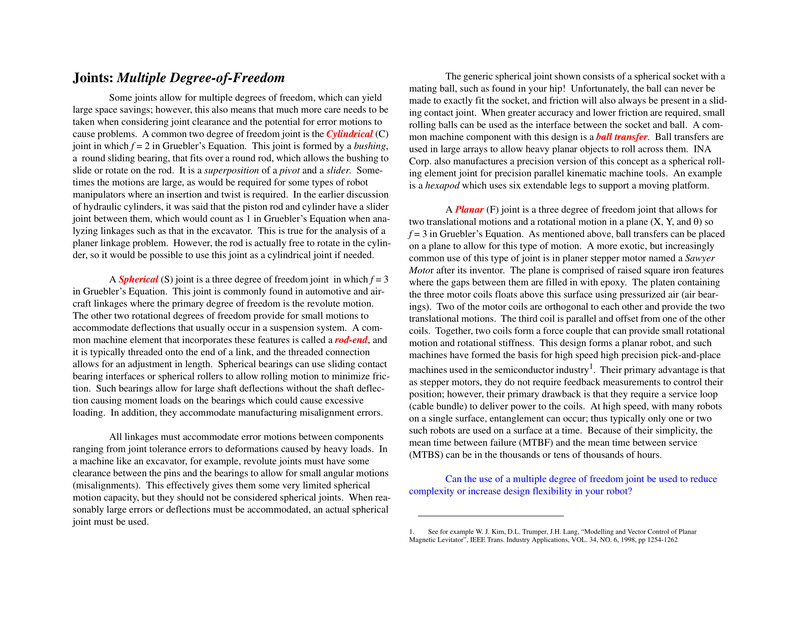 Joints: Multiple Degree-of-Freedom
Some joints allow for multiple degrees of freedom, which can yield
large space savings; however, this also means that much more care needs to be
taken when considering joint clearance and the potential for error motions to
cause problems. A common two degree of freedom joint is the Cylindrical (C)
joint in which f = 2 in Gruebler's Equation. This joint is formed by a bushing,
a round sliding bearing, that fits over a round rod, which allows the bushing to
slide or rotate on the rod. It is a superposition of a pivot and a slider. Some-
times the motions are large, as would be required for some types of robot
manipulators where an insertion and twist is required. In the earlier discussion
of hydraulic cylinders, it was said that the piston rod and cylinder have a slider
joint between them, which would count as 1 in Gruebler's Equation when ana-
lyzing linkages such as that in the excavator. This is true for the analysis of a
planer linkage problem. However, the rod is actually free to rotate in the cylin-
der, so it would be possible to use this joint as a cylindrical joint if needed.
A Spherical (S) joint is a three degree of freedom joint in which f = 3
in Gruebler's Equation. This joint is commonly found in automotive and air-
craft linkages where the primary degree of freedom is the revolute motion.
The other two rotational degrees of freedom provide for small motions to
accommodate deflections that usually occur in a suspension system. A com-
mon machine element that incorporates these features is called a rod-end, and
it is typically threaded onto the end of a link, and the threaded connection
allows for an adjustment in length. Spherical bearings can use sliding contact
bearing interfaces or spherical rollers to allow rolling motion to minimize fric-
tion. Such bearings allow for large shaft deflections without the shaft deflec-
tion causing moment loads on the bearings which could cause excessive
loading. In addition, they accommodate manufacturing misalignment errors.
All linkages must accommodate error motions between components
ranging from joint tolerance errors to deformations caused by heavy loads. In
a machine like an excavator, for example, revolute joints must have some
clearance between the pins and the bearings to allow for small angular motions
(misalignments). This effectively gives them some very limited spherical
motion capacity, but they should not be considered spherical joints. When rea-
sonably large errors or deflections must be accommodated, an actual spherical
joint must be used.
The generic spherical joint shown consists of a spherical socket with a
mating ball, such as found in your hip! Unfortunately, the ball can never be
made to exactly fit the socket, and friction will also always be present in a slid-
ing contact joint. When greater accuracy and lower friction are required, small
rolling balls can be used as the interface between the socket and ball. A com-
mon machine component with this design is a ball transfer. Ball transfers are
used in large arrays to allow heavy planar objects to roll across them. INA
Corp. also manufactures a precision version of this concept as a spherical roll-
ing element joint for precision parallel kinematic machine tools. An example
is a hexapod which uses six extendable legs to support a moving platform.
A Planar (F) joint is a three degree of freedom joint that allows for
two translational motions and a rotational motion in a plane (X, Y, and θ) so
f = 3 in Gruebler's Equation. As mentioned above, ball transfers can be placed
on a plane to allow for this type of motion. A more exotic, but increasingly
common use of this type of joint is in planer stepper motor named a Sawyer
Motor after its inventor. The plane is comprised of raised square iron features
where the gaps between them are filled in with epoxy. The platen containing
the three motor coils floats above this surface using pressurized air (air bear-
ings). Two of the motor coils are orthogonal to each other and provide the two
translational motions. The third coil is parallel and offset from one of the other
coils. Together, two coils form a force couple that can provide small rotational
motion and rotational stiffness. This design forms a planar robot, and such
machines have formed the basis for high speed high precision pick-and-place
machines used in the semiconductor industry1. Their primary advantage is that
as stepper motors, they do not require feedback measurements to control their
position; however, their primary drawback is that they require a service loop
(cable bundle) to deliver power to the coils. At high speed, with many robots
on a single surface, entanglement can occur; thus typically only one or two
such robots are used on a surface at a time. Because of their simplicity, the
mean time between failure (MTBF) and the mean time between service
(MTBS) can be in the thousands or tens of thousands of hours.
Can the use of a multiple degree of freedom joint be used to reduce
complexity or increase design flexibility in your robot?
1. See for example W. J. Kim, D.L. Trumper, J.H. Lang, "Modelling and Vector Control of Planar
Magnetic Levitator", IEEE Trans. Industry Applications, VOL. 34, NO. 6, 1998, pp 1254-1262